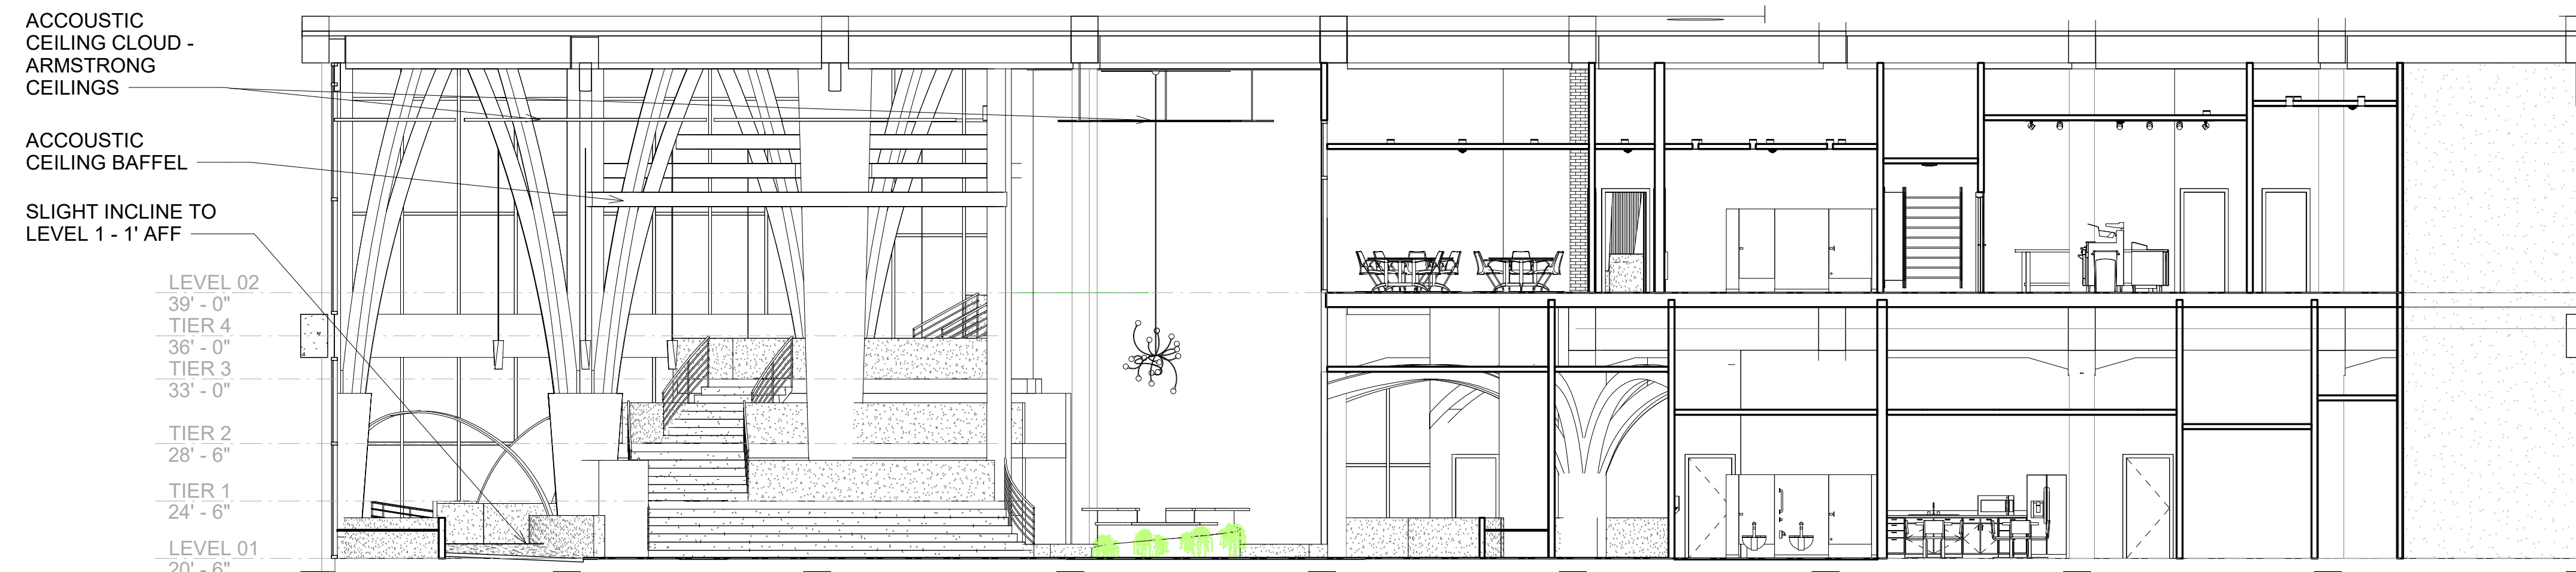 ACCOUSTIC
CEILING CLOUD -
ARMSTRONG
CEILINGS
ACCOUSTIC
CEILING BAFFEL
SLIGHT INCLINE TO
LEVEL 1 - 1' AFF
LEVEL 02
39' - 0"
TIER 4
36' - 0"
TIER 3
33' - 0"
TIER 2
28' - 6"
TIER 1
24' - 6"
LEVEL 01
20' - 6"